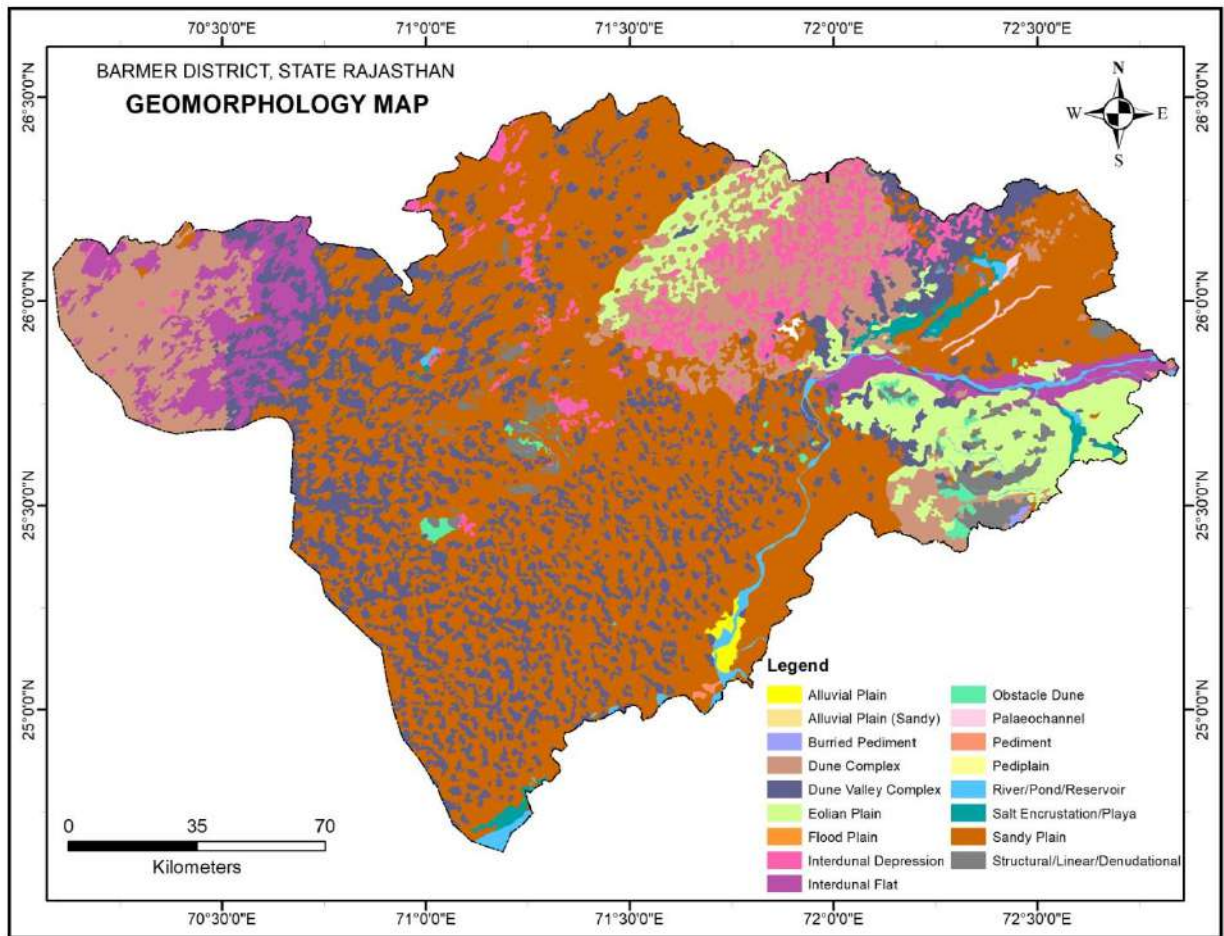 70°30'0"E 71°0'0"E 71°30'0"E 72°0'0"E 72°30'0"E
BARMER DISTRICT, STATE RAJASTHAN
GEOMORPHOLOGY MAP
N
W E
S
26°30'0"N 26°30'0"N
26°0'0"N 26°0'0"N
25°30'0"N 25°30'0"N
25°0'0"N 25°0'0"N
Legend
Alluvial Plain
Alluvial Plain (Sandy)
Burried Pediment
Dune Complex
Dune Valley Complex
Eolian Plain
Flood Plain
Interdunal Depression
Interdunal Flat
Obstacle Dune
Palaeochannel
Pediment
Pediplain
River/Pond/Reservoir
Salt Encrustation/Playa
Sandy Plain
Structural/Linear/Denudational
0 35 70
Kilometers
70°30'0"E 71°0'0"E 71°30'0"E 72°0'0"E 72°30'0"E